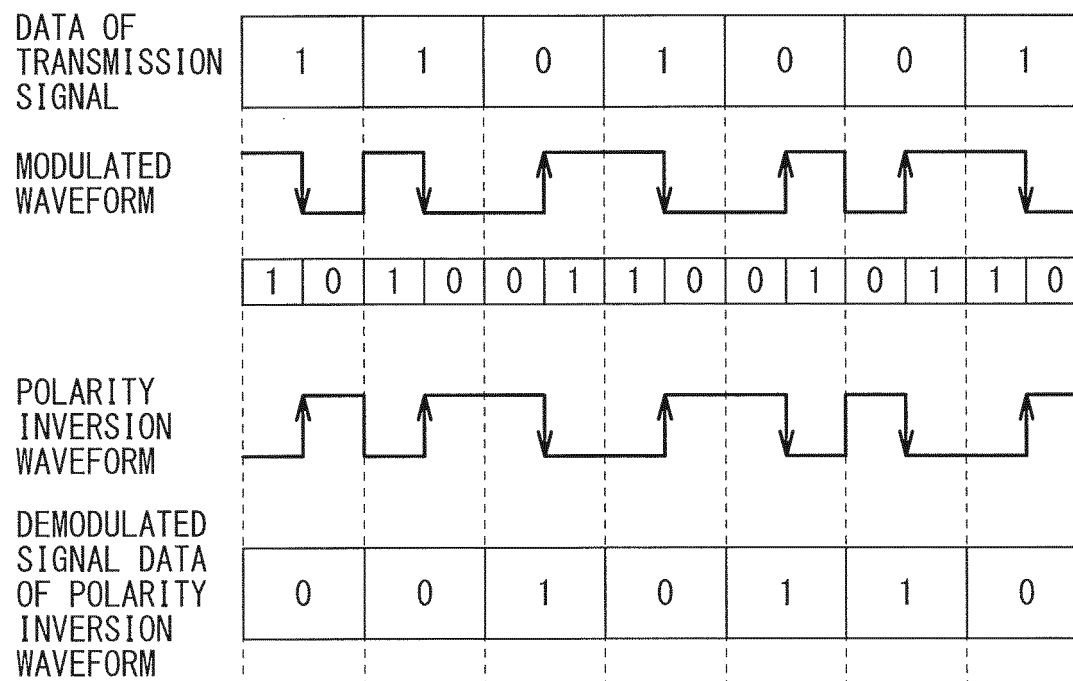 DATA OF
TRANSMISSION
SIGNAL
1 1 0 1 0 0 1
MODULATED
WAVEFORM
1 0 1 0 0 1 1 0 0 1 0 1 1 0
POLARITY
INVERSION
WAVEFORM
DEMODULATED
SIGNAL DATA
OF POLARITY
INVERSION
WAVEFORM
0 0 1 0 1 1 0